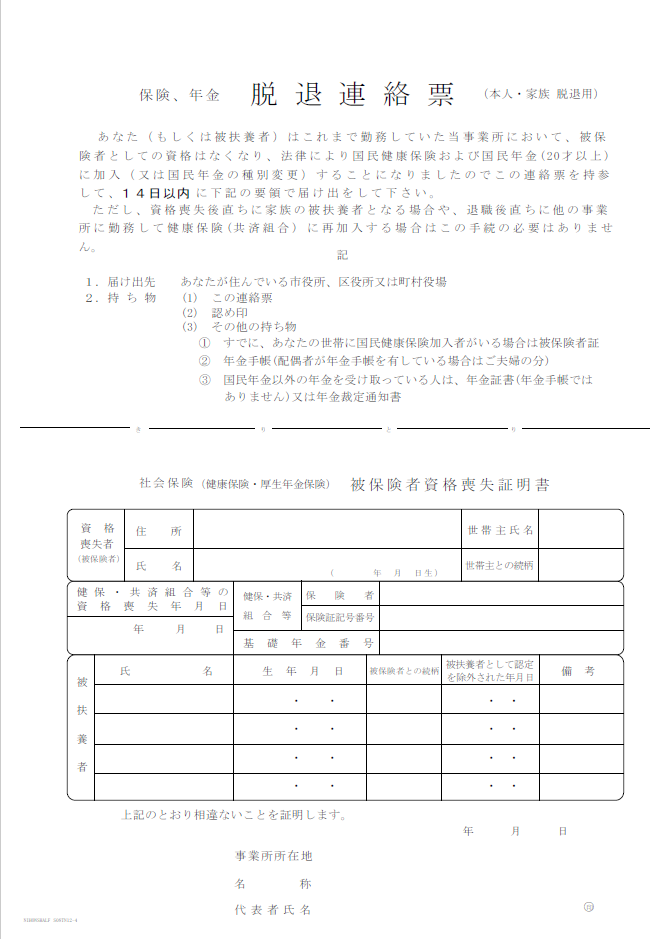 保険、年金 脱退連絡票 (本人・家族 脱退用)
あなた(もしくは被扶養者)はこれまで勤務していた当事業所において、被保
険者としての資格はなくなり、法律により国民健康保険および国民年金(20才以上)
に加入(又は国民年金の種別変更)することになりましたのでこの連絡票を持参
して、14日以内に下記の要領で届け出をして下さい。
ただし、資格喪失後直ちに家族の被扶養者となる場合や、退職後直ちに他の事業
所に勤務して健康保険(共済組合)に再加入する場合はこの手続の必要はありませ
ん。
記
1.届け出先 あなたが住んでいる市役所、区役所又は町村役場
2.持ち物 (1) この連絡票
(2) 認め印
(3) その他の持ち物
① すでに、あなたの世帯に国民健康保険加入者がいる場合は被保険者証
② 年金手帳(配偶者が年金手帳を有している場合はご夫婦の分)
③ 国民年金以外の年金を受け取っている人は、年金証書(年金手帳では
ありません)又は年金裁定通知書
きりとり
社会保険(健康保険・厚生年金保険) 被保険者資格喪失証明書
資格
喪失者
(被保険者)
住所
世帯主氏名
氏名
( 年 月 日生)
世帯主との続柄
健保・共済組合等の
資格喪失年月日
年 月 日
健保・共済
組合等
保険者
保険証記号番号
基礎年金番号
被扶養者
氏名
生年月日
被保険者との続柄
被扶養者として認定
を除外された年月日
備考
・ ・ ・ ・
・ ・ ・ ・
・ ・ ・ ・
・ ・ ・ ・
上記のとおり相違ないことを証明します。
年 月 日
事業所所在地
名称
代表者氏名 ㊞